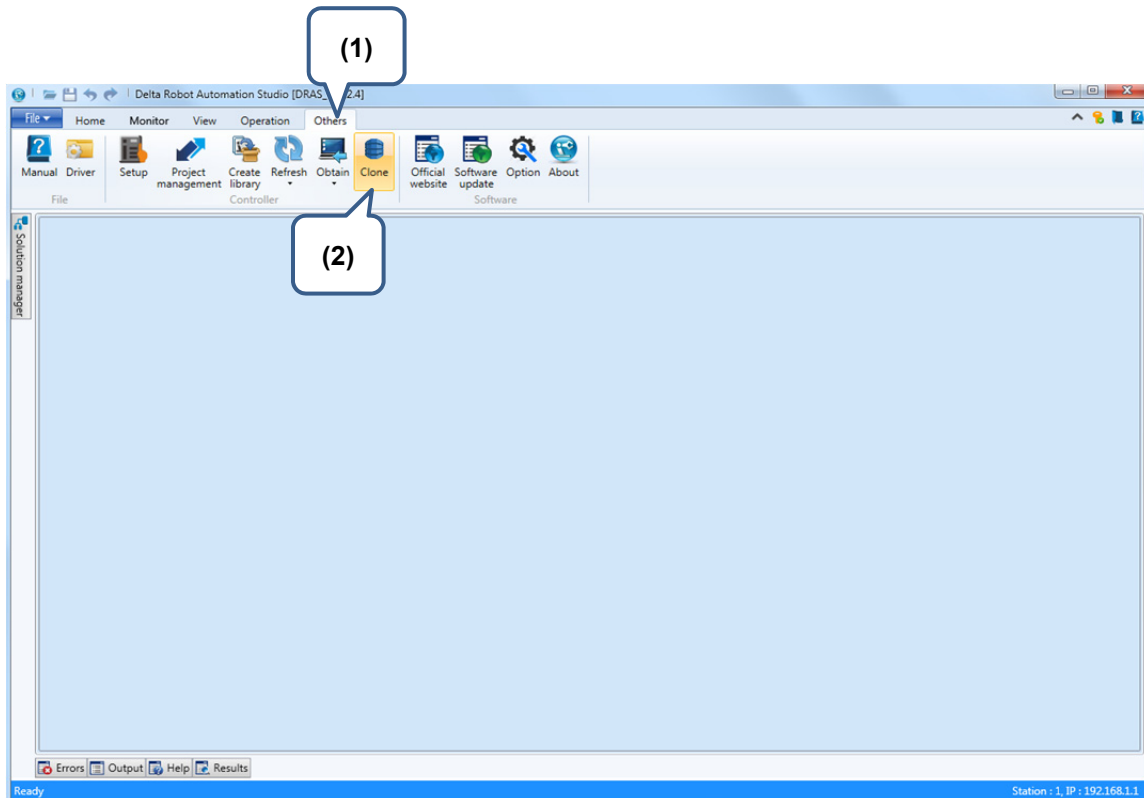 (1)
Delta Robot Automation Studio [DRAS_ 2.4]
File Home Monitor View Operation Others
Manual Driver Setup Project management Create library Refresh Obtain Clone Official website Software update Option About
File Controller Software
(2)
Solution manager
Errors Output Help Results
Ready Station : 1, IP : 192.168.1.1